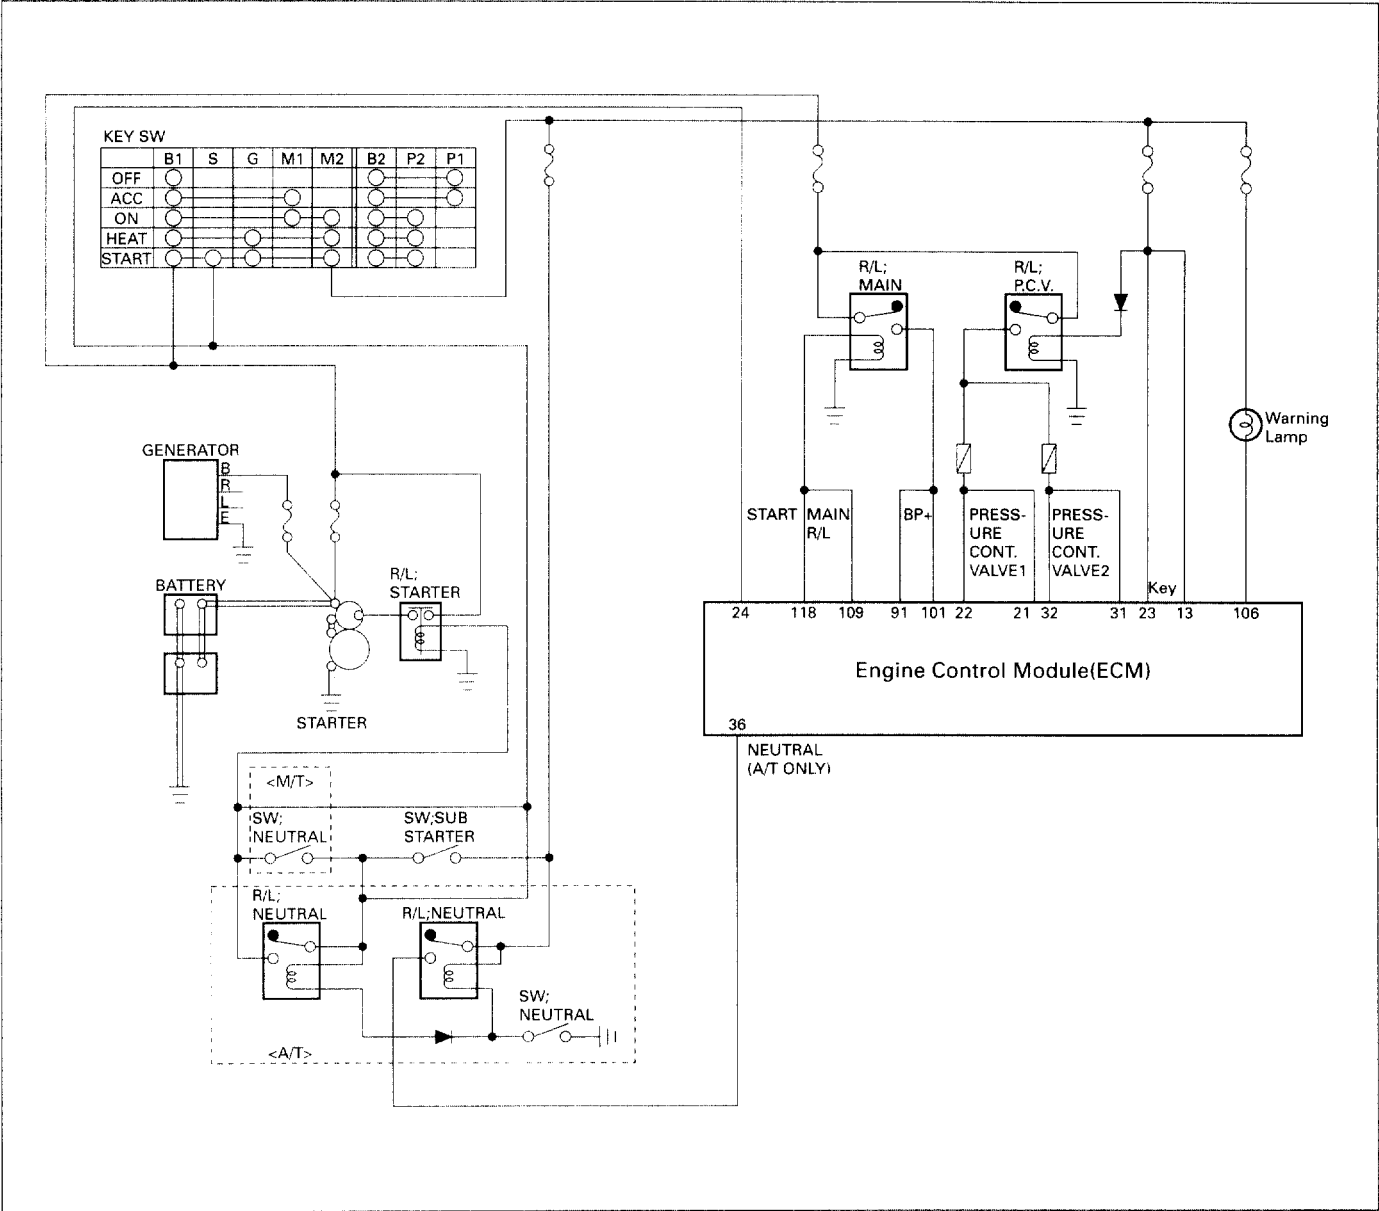 KEY SW
B1 S G M1 M2 B2 P2 P1
OFF
ACC
ON
HEAT
START
R/L;
MAIN
R/L;
P.C.V.
Warning
Lamp
GENERATOR
B
R
L
E
BATTERY
R/L;
STARTER
STARTER
START
MAIN
R/L
BP+
PRESS-
URE
CONT.
VALVE1
PRESS-
URE
CONT.
VALVE2
Key
24 118 109 91 101 22 21 32 31 23 13 106
Engine Control Module(ECM)
36
NEUTRAL
(A/T ONLY)
<M/T>
SW;
NEUTRAL
SW;SUB
STARTER
R/L;
NEUTRAL
R/L;NEUTRAL
SW;
NEUTRAL
<A/T>